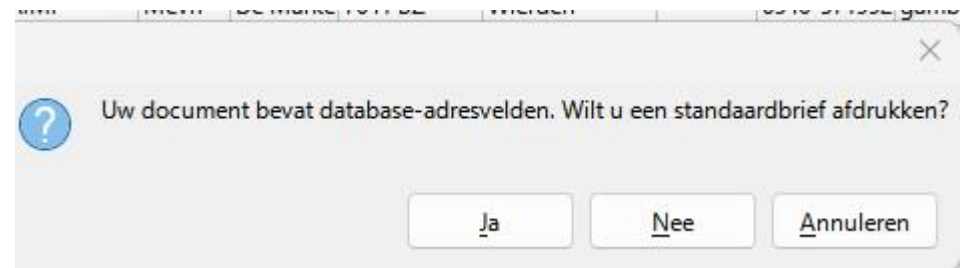 Uw document bevat database-adresvelden. Wilt u een standaardbrief afdrukken?
Ja
Nee
Annuleren